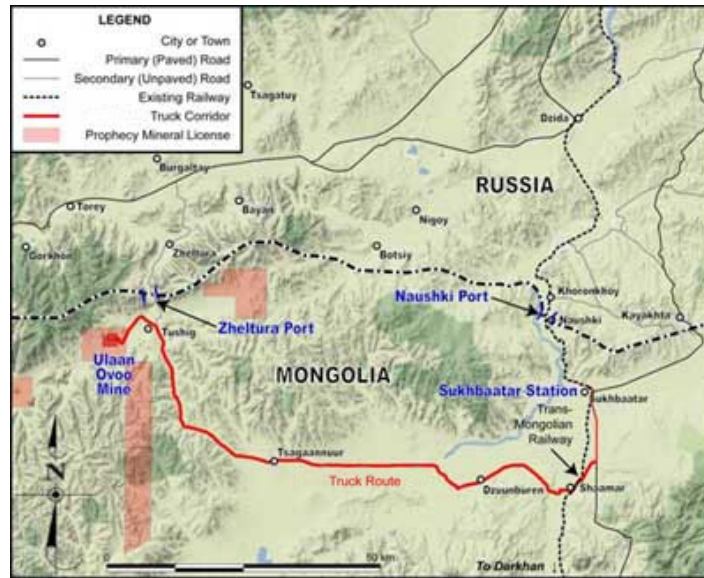 LEGEND
City or Town
Primary (Paved) Road
Secondary (Unpaved) Road
Existing Railway
Truck Corridor
Prophecy Mineral License
Tsagatuy
Dzida
Burgaltay
RUSSIA
Torey
Bayan
Nigoy
Gorkhon
Zheltura
Botsiy
Khoronkhoy
Naushki Port
Kayakhta
Naushki
Zheltura Port
Tushig
Ulaan
Ovoo
Mine
MONGOLIA
Sukhbaatar Station
Sukhbaatar
Trans-
Mongolian
Railway
Tsagaannuur
Truck Route
Dzuunburen
Shaamar
N
0
50 km
To Darkhan